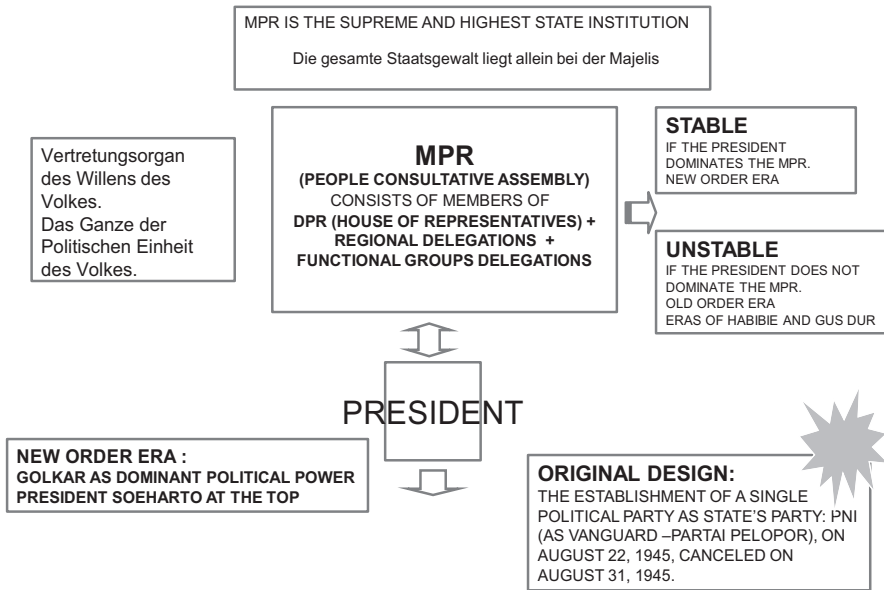 MPR IS THE SUPREME AND HIGHEST STATE INSTITUTION
Die gesamte Staatsgewalt liegt allein bei der Majelis
Vertretungsorgan
des Willens des
Volkes.
Das Ganze der
Politischen Einheit
des Volkes.
MPR
(PEOPLE CONSULTATIVE ASSEMBLY)
CONSISTS OF MEMBERS OF
DPR (HOUSE OF REPRESENTATIVES) +
REGIONAL DELEGATIONS +
FUNCTIONAL GROUPS DELEGATIONS
STABLE
IF THE PRESIDENT
DOMINATES THE MPR.
NEW ORDER ERA
UNSTABLE
IF THE PRESIDENT DOES NOT
DOMINATE THE MPR.
OLD ORDER ERA
ERAS OF HABIBIE AND GUS DUR
PRESIDENT
NEW ORDER ERA :
GOLKAR AS DOMINANT POLITICAL POWER
PRESIDENT SOEHARTO AT THE TOP
ORIGINAL DESIGN:
THE ESTABLISHMENT OF A SINGLE
POLITICAL PARTY AS STATE'S PARTY: PNI
(AS VANGUARD –PARTAI PELOPOR), ON
AUGUST 22, 1945, CANCELED ON
AUGUST 31, 1945.